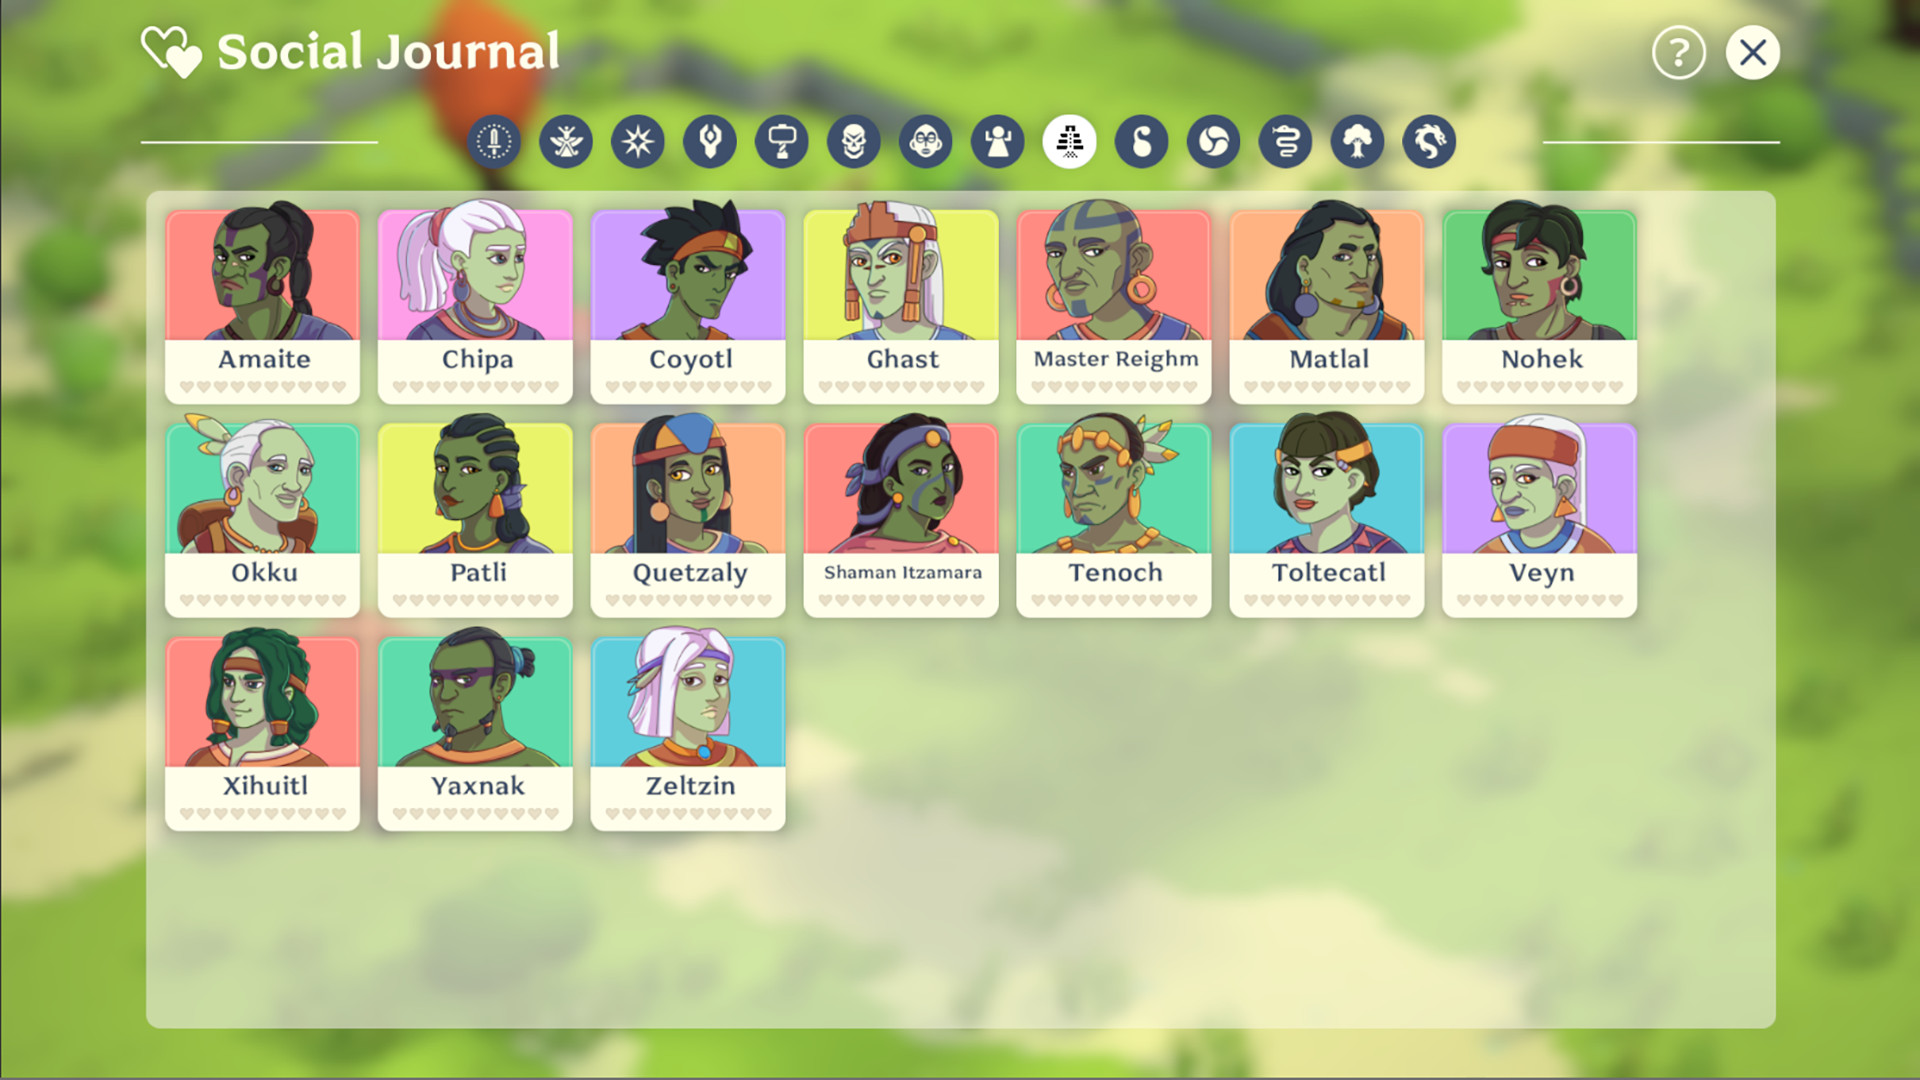 Social Journal
?
Amaite
Chipa
Coyotl
Ghast
Master Reighm
Matlal
Nohek
Okku
Patli
Quetzaly
Shaman Itzamara
Tenoch
Toltecatl
Veyn
Xihuitl
Yaxnak
Zeltzin